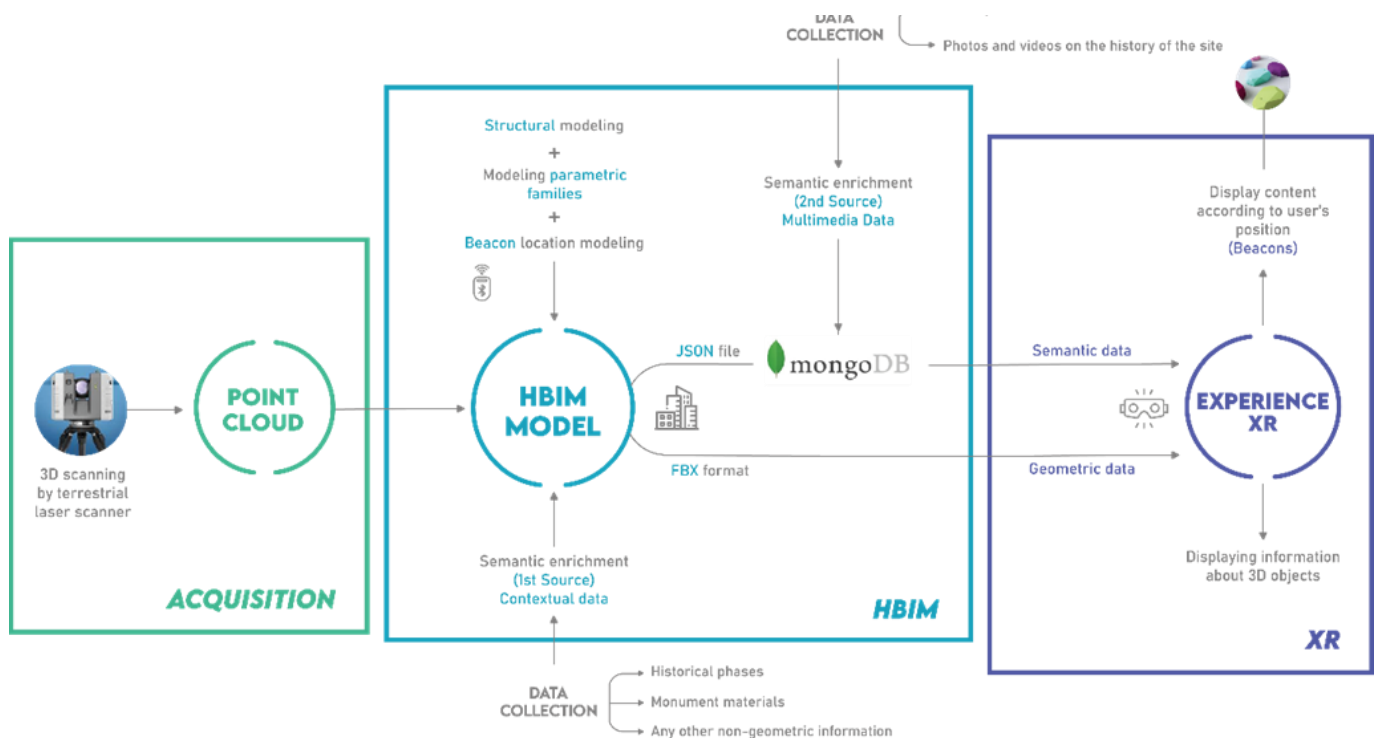 DATA
COLLECTION
Photos and videos on the history of the site
Structural modeling
+
Modeling parametric
families
+
Beacon location modeling
Semantic enrichment
(2nd Source)
Multimedia Data
Display content
according to user's
position
(Beacons)
3D scanning
by terrestrial
laser scanner
POINT
CLOUD
ACQUISITION
HBIM
MODEL
JSON file
mongoDB
FBX format
Semantic data
Geometric data
EXPERIENCE
XR
Displaying information
about 3D objects
Semantic enrichment
(1st Source)
Contextual data
HBIM
XR
DATA
COLLECTION
Historical phases
Monument materials
Any other non-geometric information